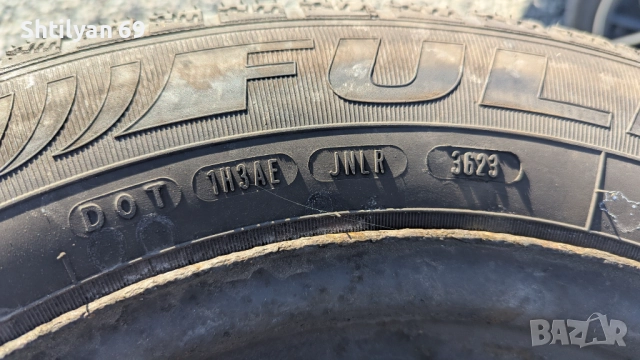 Shtilyan 69
FUL
DOT 1H3AE JNLR 3623
BAZAR